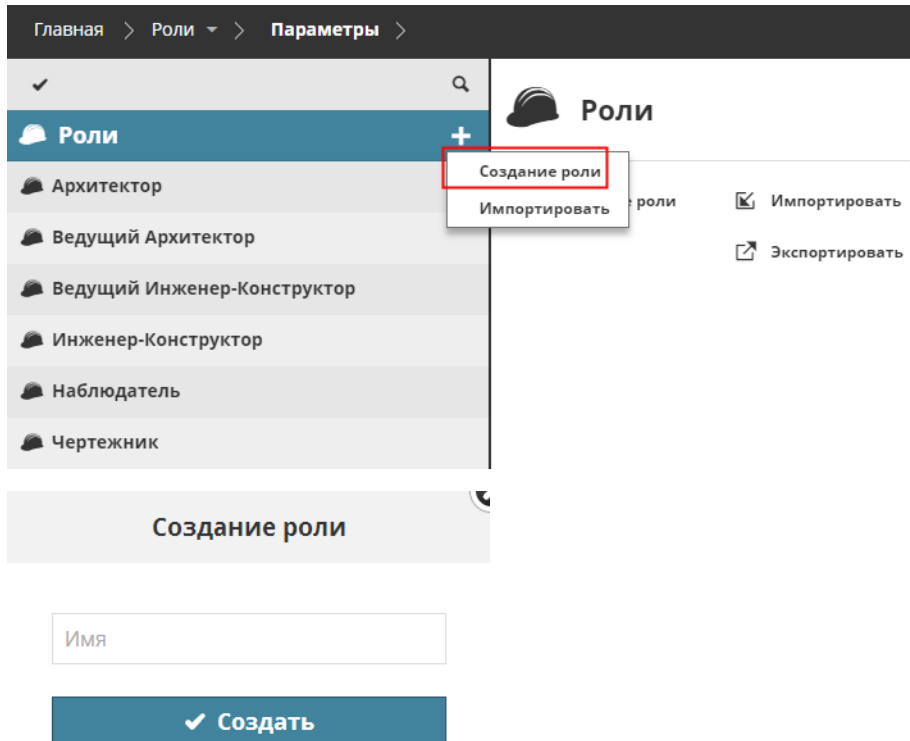 Главная > Роли > Параметры >
Роли
Роли
Создание роли
Архитектор
роли
Импортировать
Импортировать
Ведущий Архитектор
Экспортировать
Ведущий Инженер-Конструктор
Инженер-Конструктор
Наблюдатель
Чертежник
Создание роли
Имя
Создать